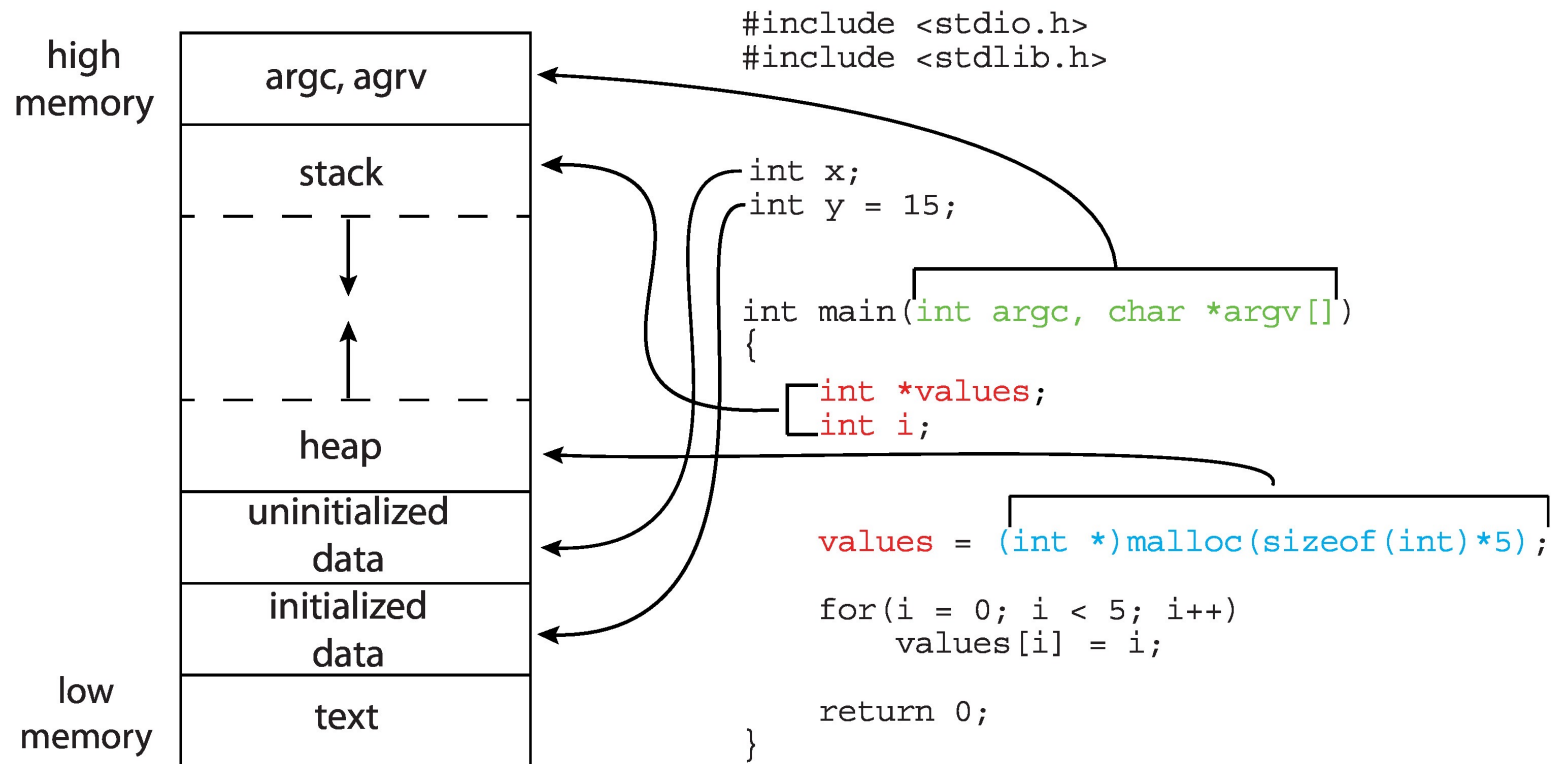 high
memory
argc, agrv
stack
heap
uninitialized
data
initialized
data
low
memory
text
#include <stdio.h>
#include <stdlib.h>
int x;
int y = 15;
int main(int argc, char *argv[])
{
int *values;
int i;
values = (int *)malloc(sizeof(int)*5);
for(i = 0; i < 5; i++)
values[i] = i;
return 0;
}